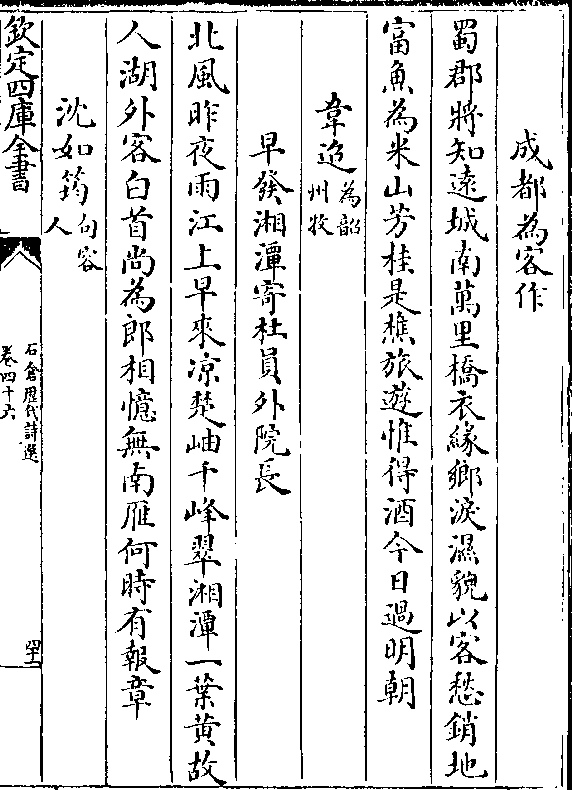 成都為客作
蜀郡將知遠城南萬里橋衣緣鄉淚濕貌以客愁銷地
富魚為米山芳桂是樵旅遊惟得酒今日過明朝
韋迢為韶州牧
早發湘潭寄杜員外院長
北風昨夜雨江上早來涼楚岫千峰翠湘潭一葉黃故
人湖外客白首尚為郎相憶無南雁何時有報章
沈如筠句容人
欽定四庫全書
石倉歷代詩選
卷四十六